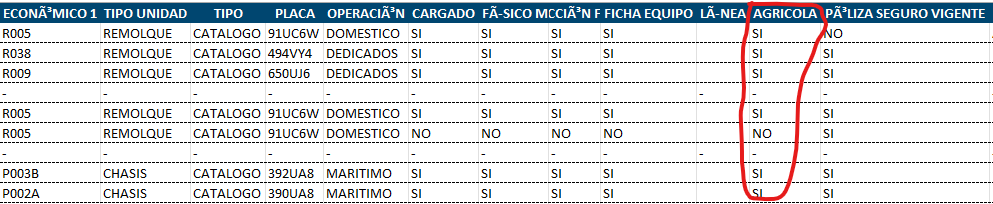 ECONÃ³MICO 1 TIPO UNIDAD TIPO PLACA OPERACIÃ³N CARGADO FÃ-SICO M CCIÃ³N F FICHA EQUIPO LÃ-NEA AGRICOLA PÃ³LIZA SEGURO VIGENTE
R005 REMOLQUE CATALOGO 91UC6W DOMESTICO SI SI SI SI SI NO
R038 REMOLQUE CATALOGO 494VY4 DEDICADOS SI SI SI SI SI SI
R009 REMOLQUE CATALOGO 650UJ6 DEDICADOS SI SI SI SI SI SI
- - - - - - - - - - - -
R005 REMOLQUE CATALOGO 91UC6W DOMESTICO SI SI SI SI SI SI
R005 REMOLQUE CATALOGO 91UC6W DOMESTICO NO NO NO NO NO SI
- - - - - - - - - - - -
P003B CHASIS CATALOGO 392UA8 MARITIMO SI SI SI SI SI SI
P002A CHASIS CATALOGO 390UA8 MARITIMO SI SI SI SI SI SI